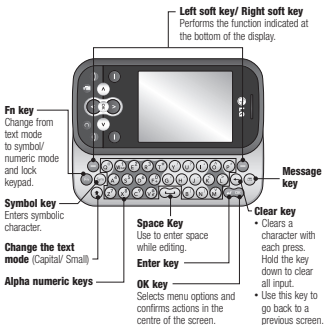 Left soft key/ Right soft key
Performs the function indicated at
the bottom of the display.
Fn key
Change from
text mode
to symbol/
numeric mode
and lock
keypad.
Symbol key
Enters symbolic
character.
Change the text
mode (Capital/ Small)
Alpha numeric keys
Space Key
Use to enter space
while editing.
Enter key
OK key
Selects menu options and
confirms actions in the
centre of the screen.
Message
key
Clear key
• Clears a
character with
each press.
Hold the key
down to clear
all input.
• Use this key to
go back to a
previous screen.
LG
OK
Q W E R T Y U I O P
A S D F G H J K L
Z X C V B N M